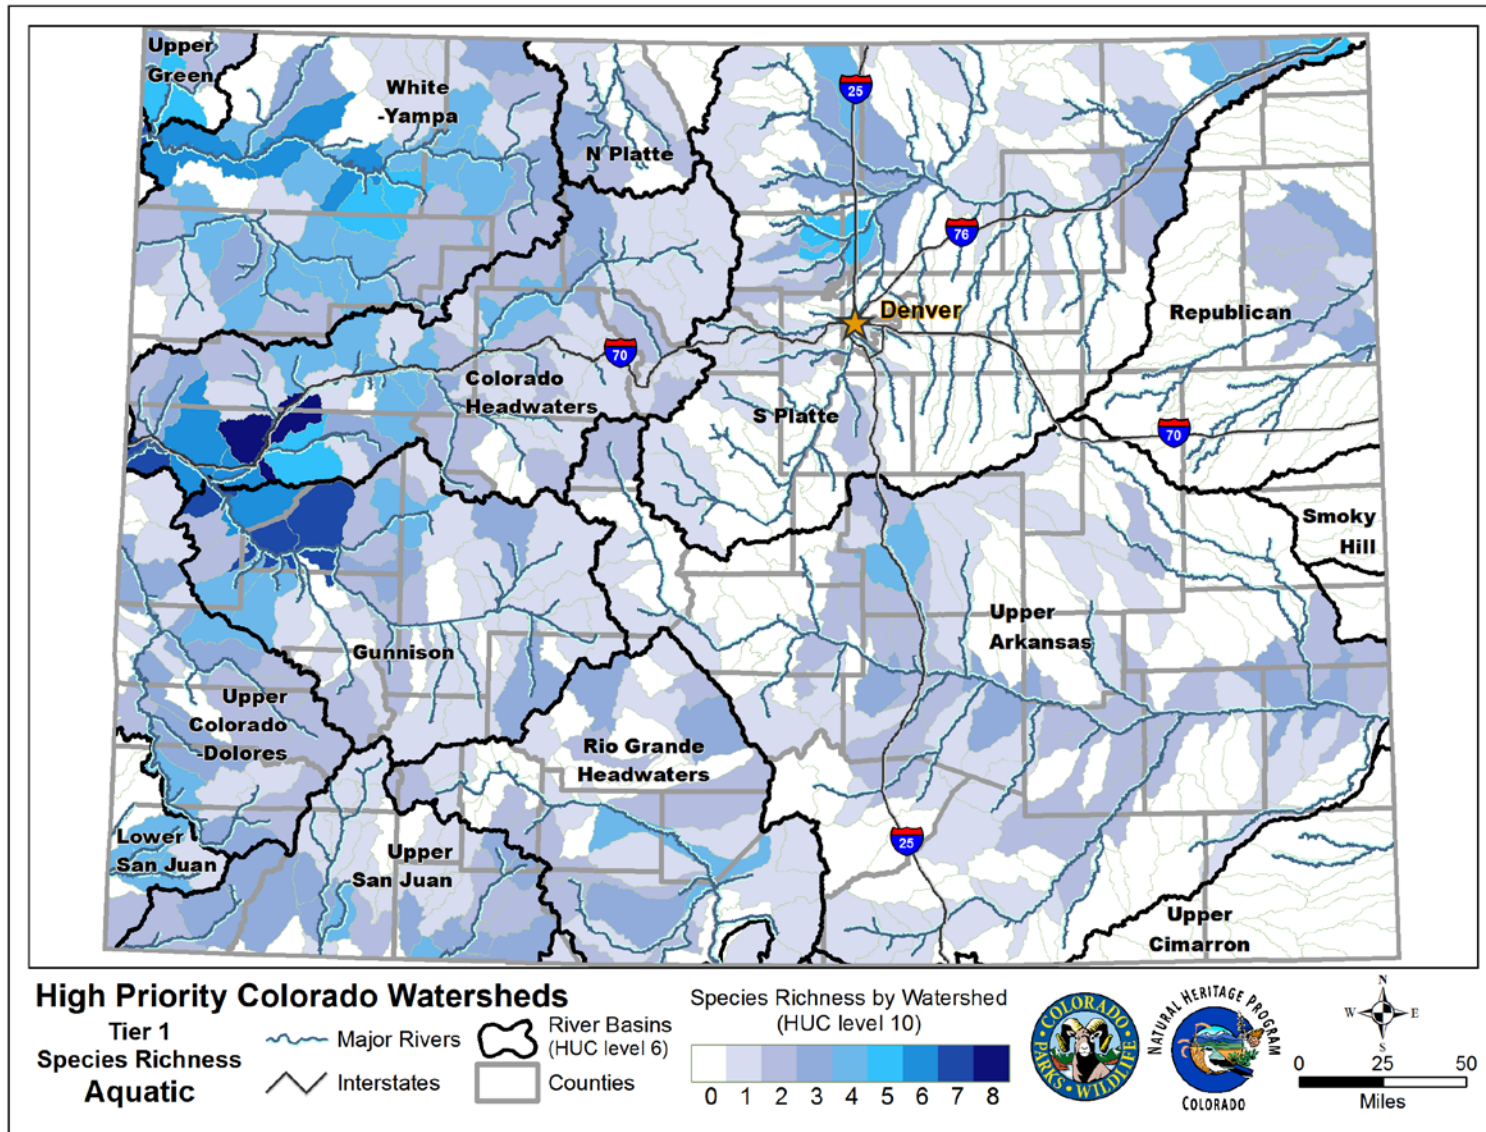 Upper
Green
White
-Yampa
25
N Platte
76
Denver
Republican
70
Colorado
Headwaters
S Platte
70
Smoky
Hill
Upper
Arkansas
Gunnison
Upper
Colorado
-Dolores
Rio Grande
Headwaters
Lower
San Juan
Upper
San Juan
25
Upper
Cimarron
High Priority Colorado Watersheds
Tier 1
Species Richness
Aquatic
Major Rivers
Interstates
River Basins
(HUC level 6)
Counties
Species Richness by Watershed
(HUC level 10)
0 1 2 3 4 5 6 7 8
COLORADO
PARKS • WILDLIFE
NATURAL HERITAGE PROGRAM
COLORADO
N
W E
S
0 25 50
Miles